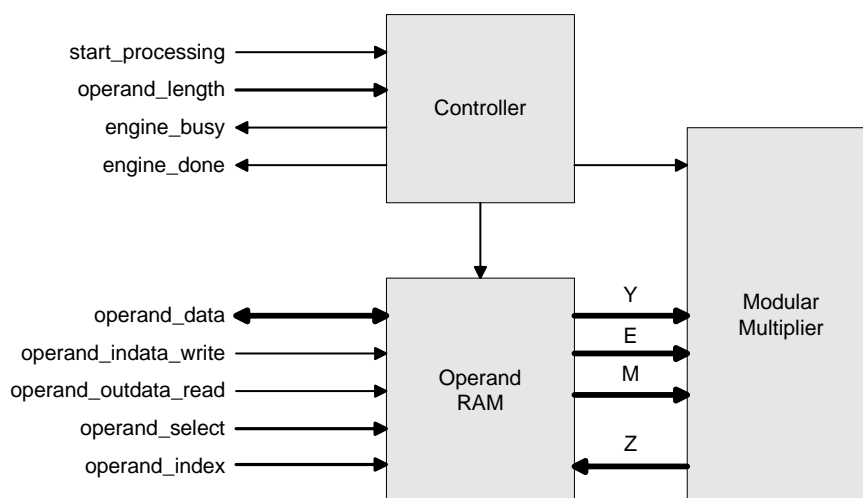 start_processing
operand_length
engine_busy
engine_done
Controller
operand_data
operand_indata_write
operand_outdata_read
operand_select
operand_index
Operand
RAM
Y
E
M
Z
Modular
Multiplier